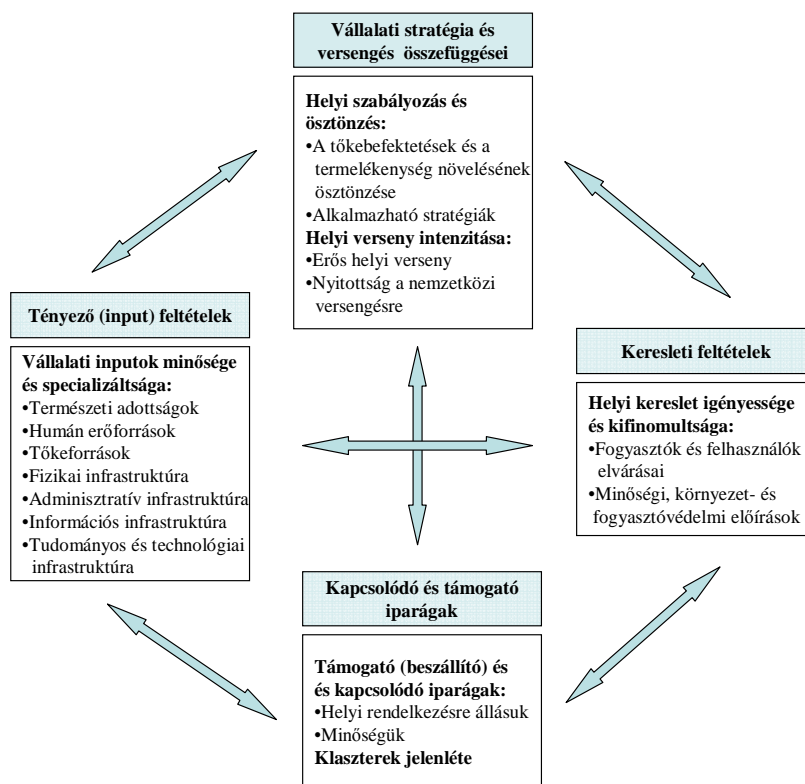 Vállalati stratégia és
versengés összefüggései
Helyi szabályozás és
ösztönzés:
•A tőkebefektetések és a
termelékenység növelésének
ösztönzése
•Alkalmazható stratégiák
Helyi verseny intenzitása:
•Erős helyi verseny
•Nyitottság a nemzetközi
versengésre
Tényező (input) feltételek
Vállalati inputok minősége
és specializáltsága:
•Természeti adottságok
•Humán erőforrások
•Tőkeforrások
•Fizikai infrastruktúra
•Adminisztratív infrastruktúra
•Információs infrastruktúra
•Tudományos és technológiai
infrastruktúra
Keresleti feltételek
Helyi kereslet igényessége
és kifinomultsága:
•Fogyasztók és felhasználók
elvárásai
•Minőségi, környezet- és
fogyasztóvédelmi előírások
Kapcsolódó és támogató
iparágak
Támogató (beszállító) és
és kapcsolódó iparágak:
•Helyi rendelkezésre állásuk
•Minőségük
Klaszterek jelenléte